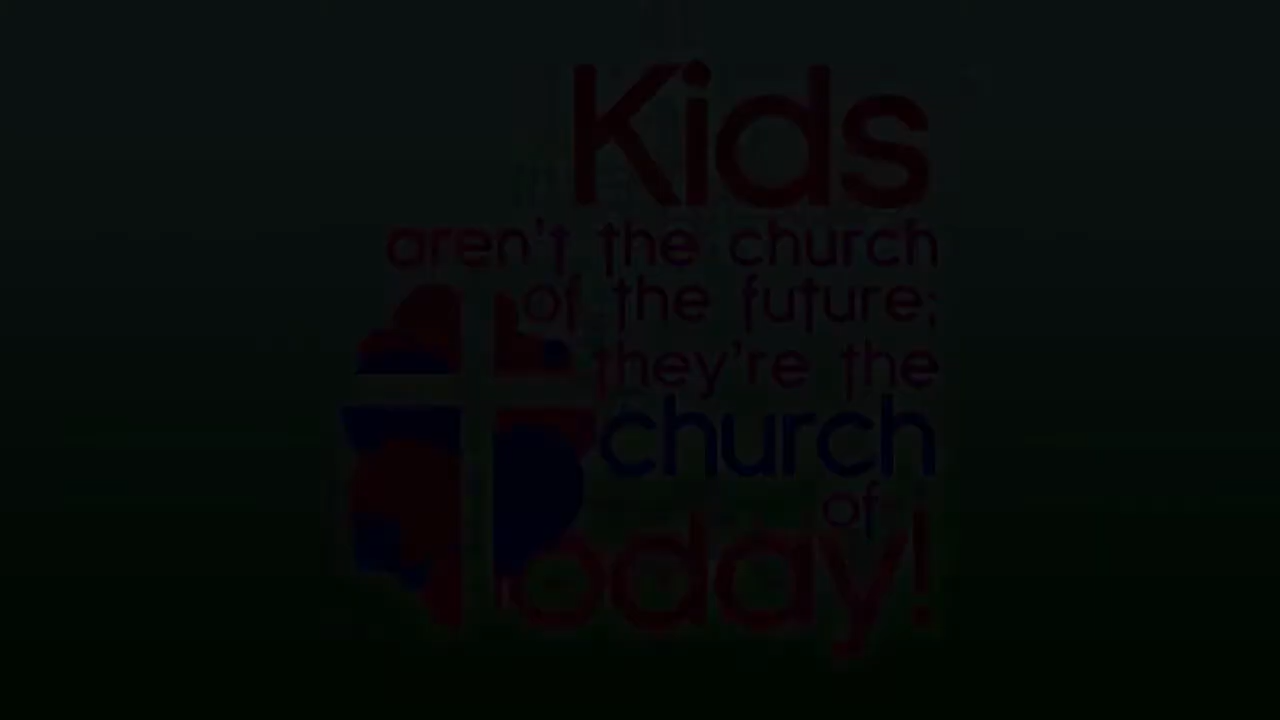 Kids
aren't the church
of the future;
they're the
church
of
Today!